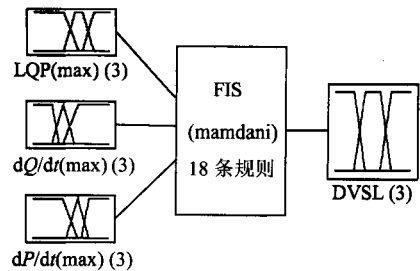 LQP(max) (3)
dQ/dt(max) (3)
dP/dt(max) (3)
FIS
(mamdani)
18 条规则
DVSL (3)